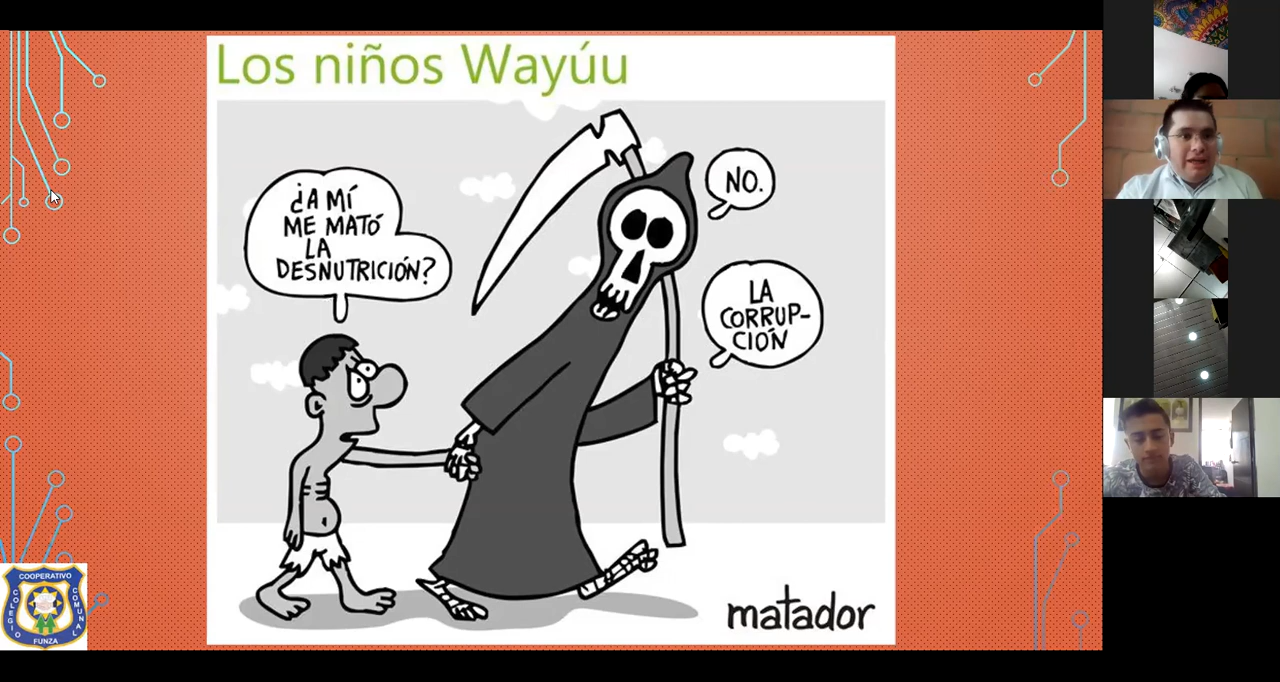 Los niños Wayúu
¿A MÍ
ME MATÓ
LA
DESNUTRICIÓN?
NO.
LA
CORRUP-
CIÓN
matador
COOPERATIVO
COLEGIO
COMUNAL
FUNZA